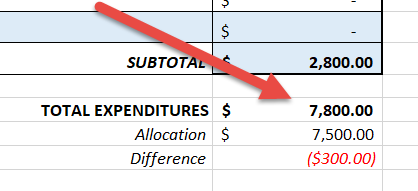 $ -
$ -
SUBTOTAL $ 2,800.00
TOTAL EXPENDITURES $ 7,800.00
Allocation $ 7,500.00
Difference ($300.00)